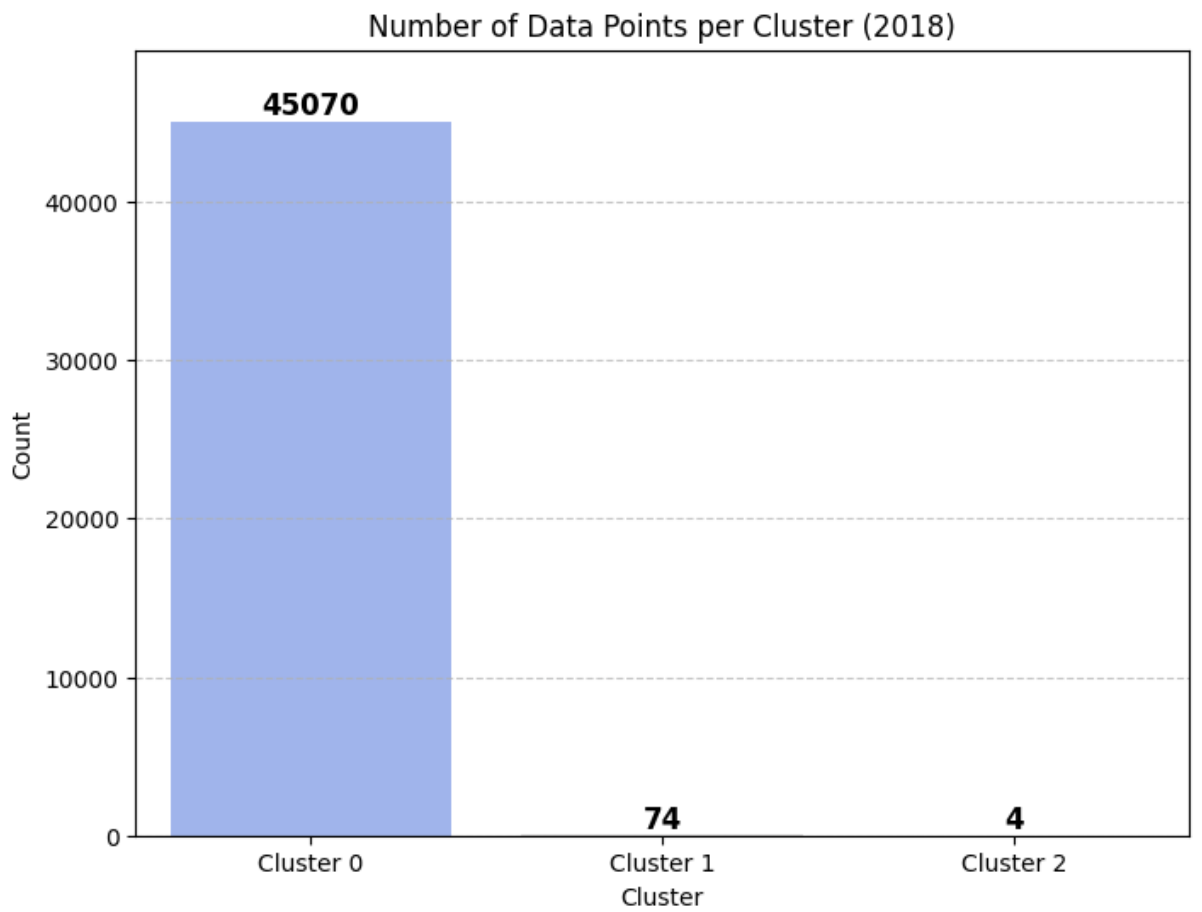 Number of Data Points per Cluster (2018)
45070
40000
30000
20000
10000
0
74
4
Count
Cluster 0
Cluster 1
Cluster 2
Cluster